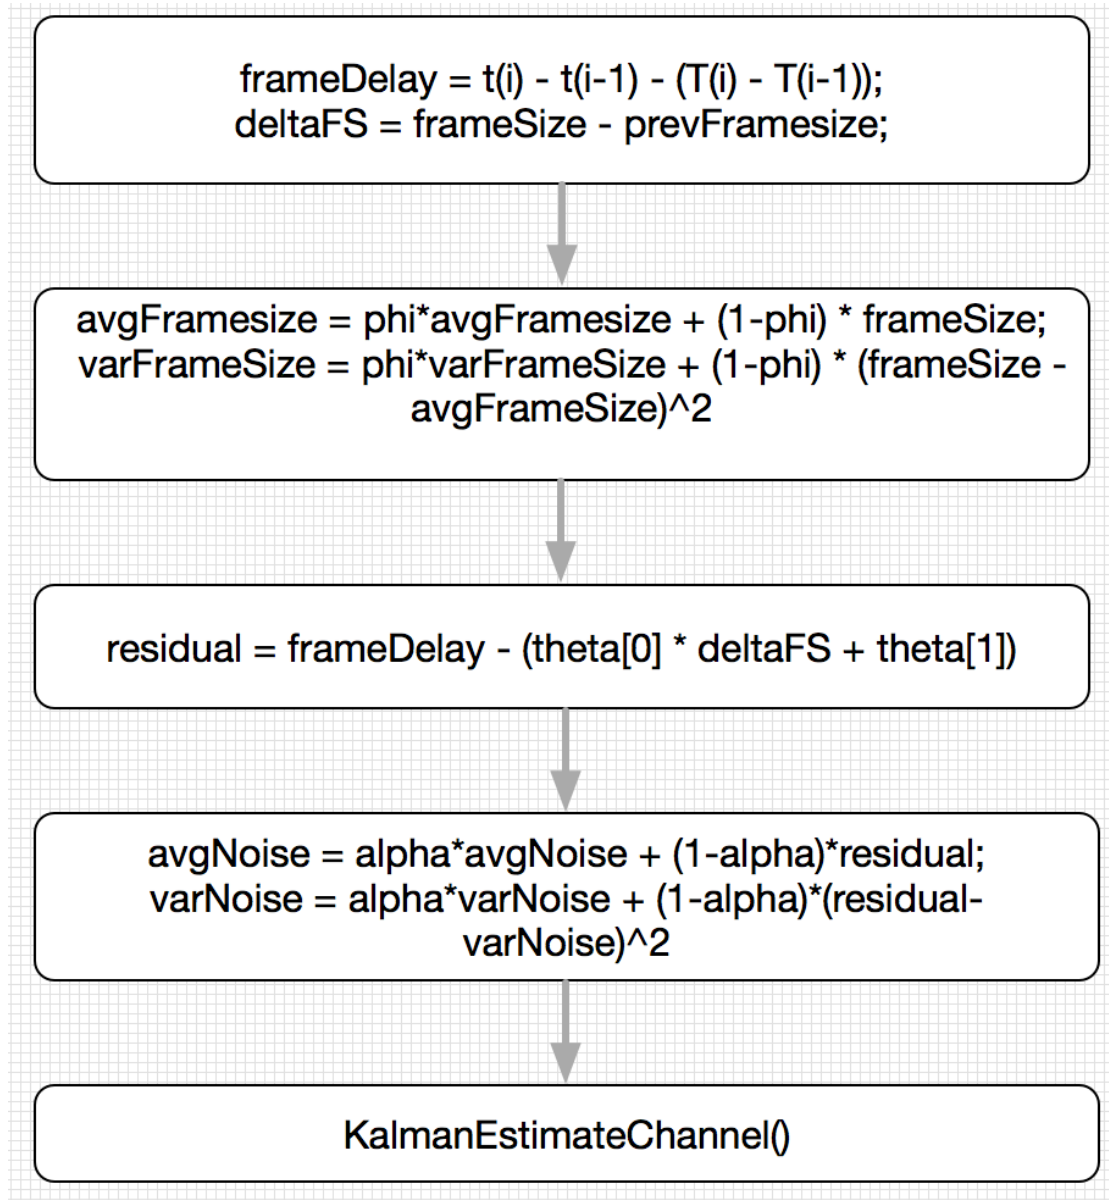 frameDelay = t(i) - t(i-1) - (T(i) - T(i-1));
deltaFS = frameSize - prevFramesize;
avgFramesize = phi*avgFramesize + (1-phi) * frameSize;
varFrameSize = phi*varFrameSize + (1-phi) * (frameSize -
avgFrameSize)^2
residual = frameDelay - (theta[0] * deltaFS + theta[1])
avgNoise = alpha*avgNoise + (1-alpha)*residual;
varNoise = alpha*varNoise + (1-alpha)*(residual-
varNoise)^2
KalmanEstimateChannel()